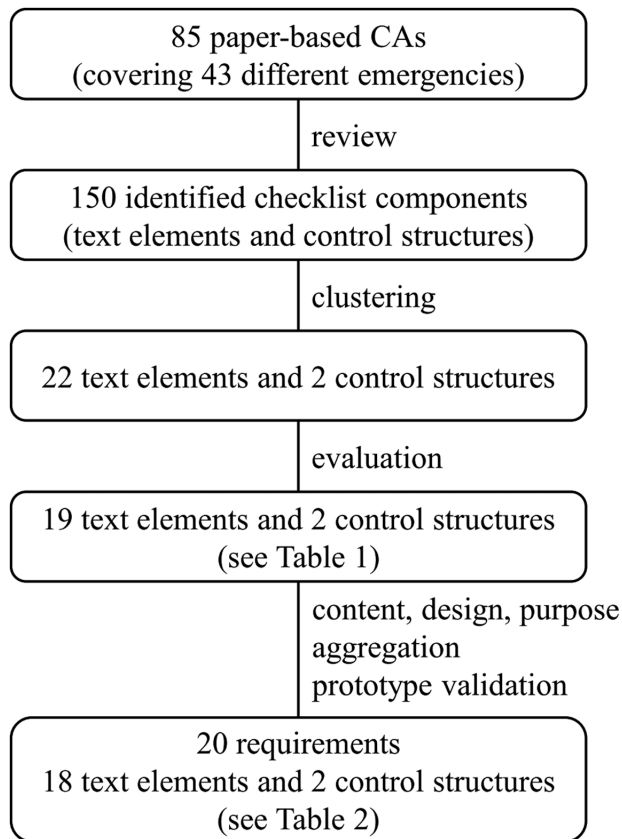 85 paper-based CAs
(covering 43 different emergencies)
review
150 identified checklist components
(text elements and control structures)
clustering
22 text elements and 2 control structures
evaluation
19 text elements and 2 control structures
(see Table 1)
content, design, purpose
aggregation
prototype validation
20 requirements
18 text elements and 2 control structures
(see Table 2)